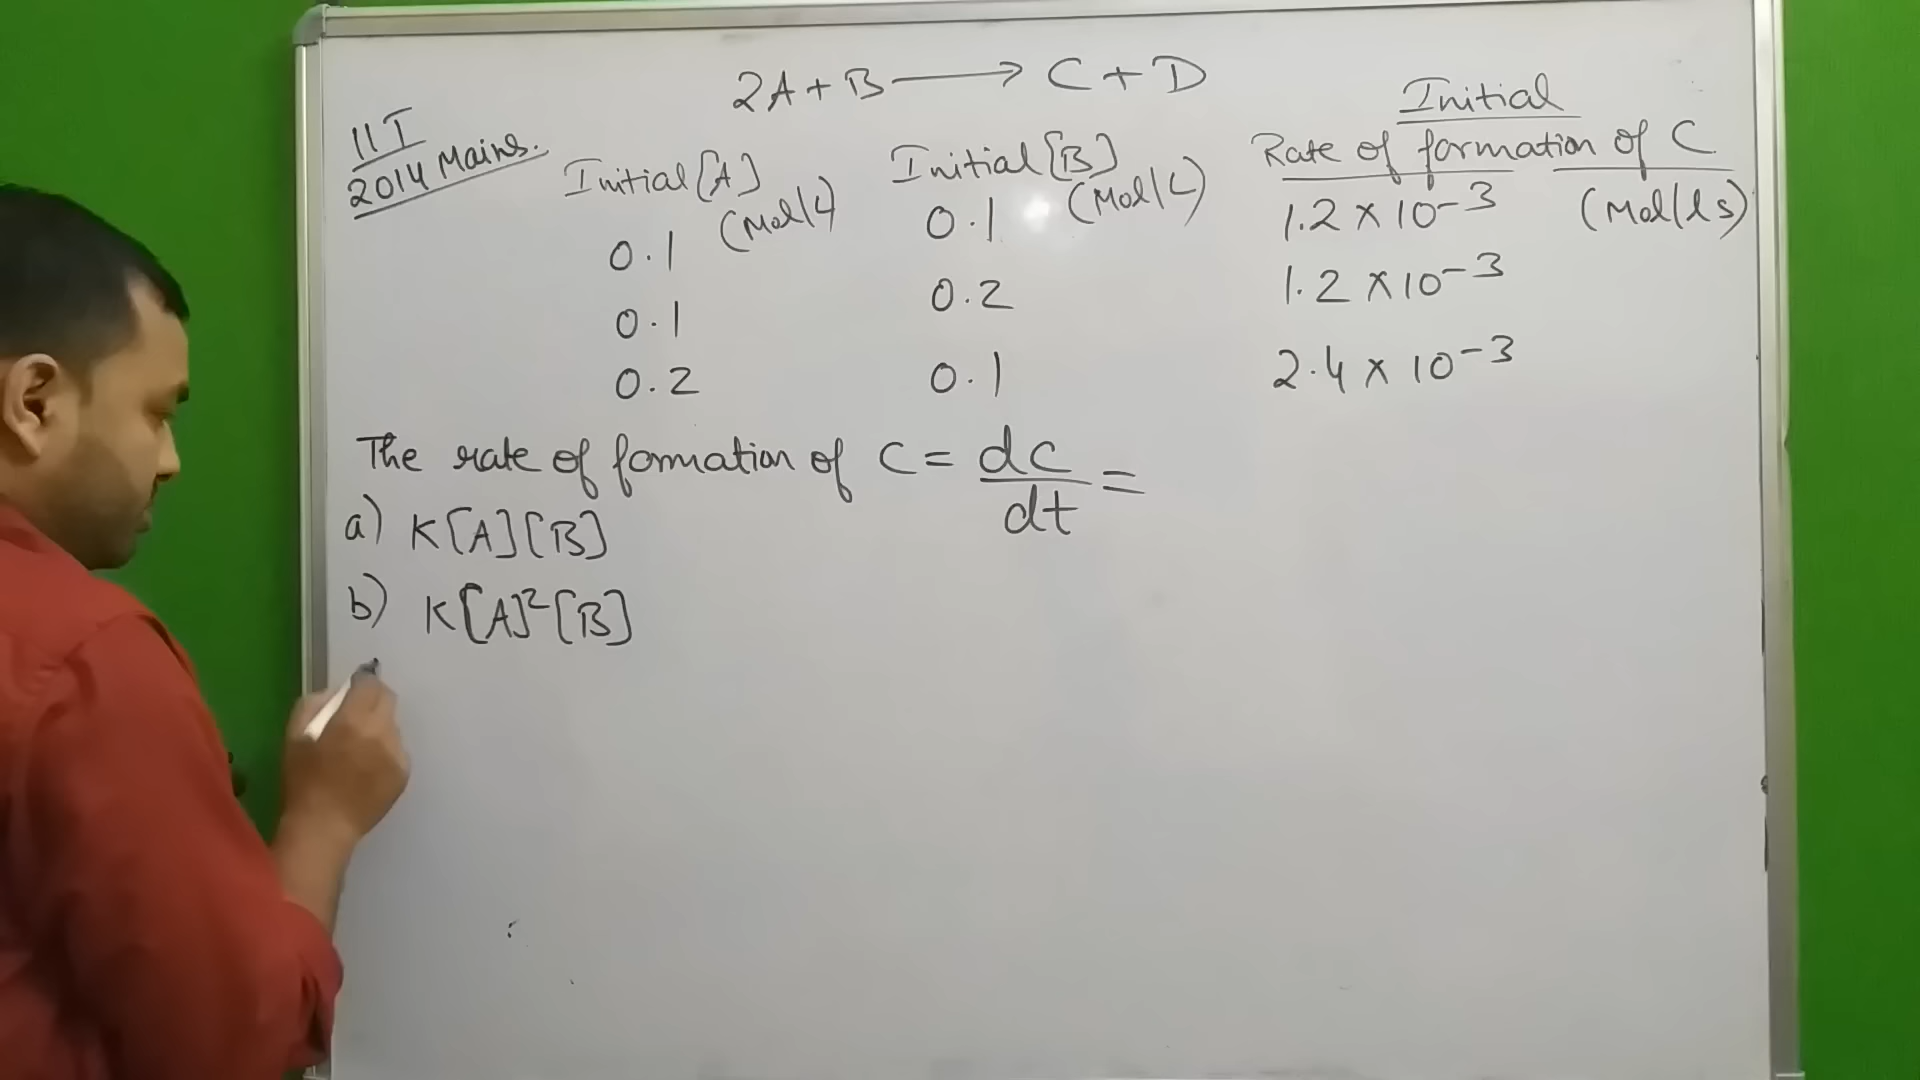 2A + B ⟶ C + D
IIT
2014 Mains.
Initial [A] (Mol/L)
Initial [B] (Mol/L)
Initial
Rate of formation of C (Mol/l s)
0.1 0.1 1.2 × 10⁻³
0.1 0.2 1.2 × 10⁻³
0.2 0.1 2.4 × 10⁻³
The rate of formation of C = dc/dt =
a) K[A][B]
b) K[A]²[B]